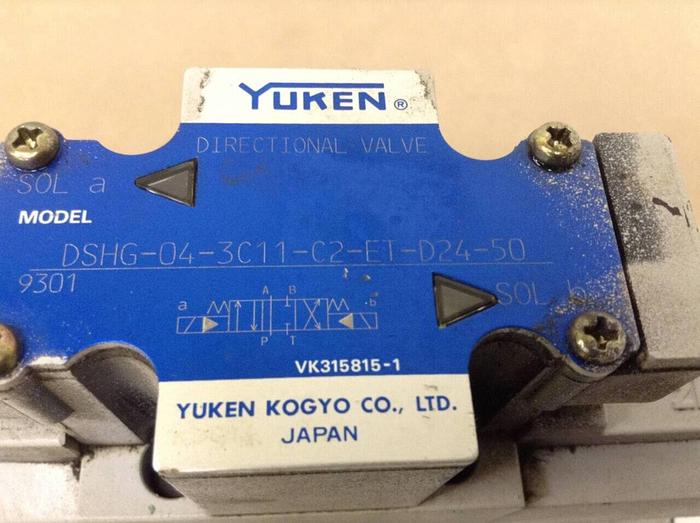 YUKEN ®
DIRECTIONAL VALVE
SOL a
MODEL
DSHG-04-3C11-C2-ET-D24-50
9301
SOL b
A B
a b
P T
VK315815-1
YUKEN KOGYO CO., LTD.
JAPAN